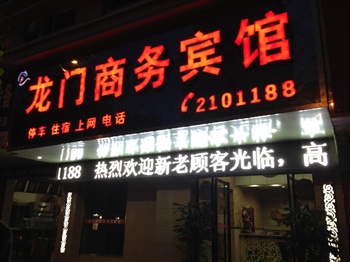 龙门商务宾馆
停车 住宿 上网 电话
2101188
1188 热烈欢迎新老顾客光临，高